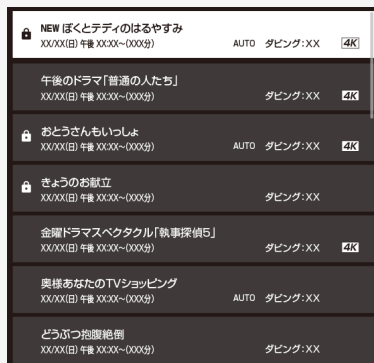 NEW ぼくとテディのはるやすみ
XX/XX(日) 午後 XX:XX~(XXX分) AUTO ダビング:XX 4K
午後のドラマ「普通の人たち」
XX/XX(日) 午後 XX:XX~(XXX分) ダビング:XX 4K
おとうさんもいっしょ
XX/XX(日) 午後 XX:XX~(XXX分) AUTO ダビング:XX 4K
きょうのお献立
XX/XX(日) 午後 XX:XX~(XXX分) ダビング:XX
金曜ドラマスペクタクル「執事探偵5」
XX/XX(日) 午後 XX:XX~(XXX分) ダビング:XX 4K
奥様あなたのTVショッピング
XX/XX(日) 午後 XX:XX~(XXX分) AUTO ダビング:XX
どうぶつ抱腹絶倒
XX/XX(日) 午後 XX:XX~(XXX分) ダビング:XX